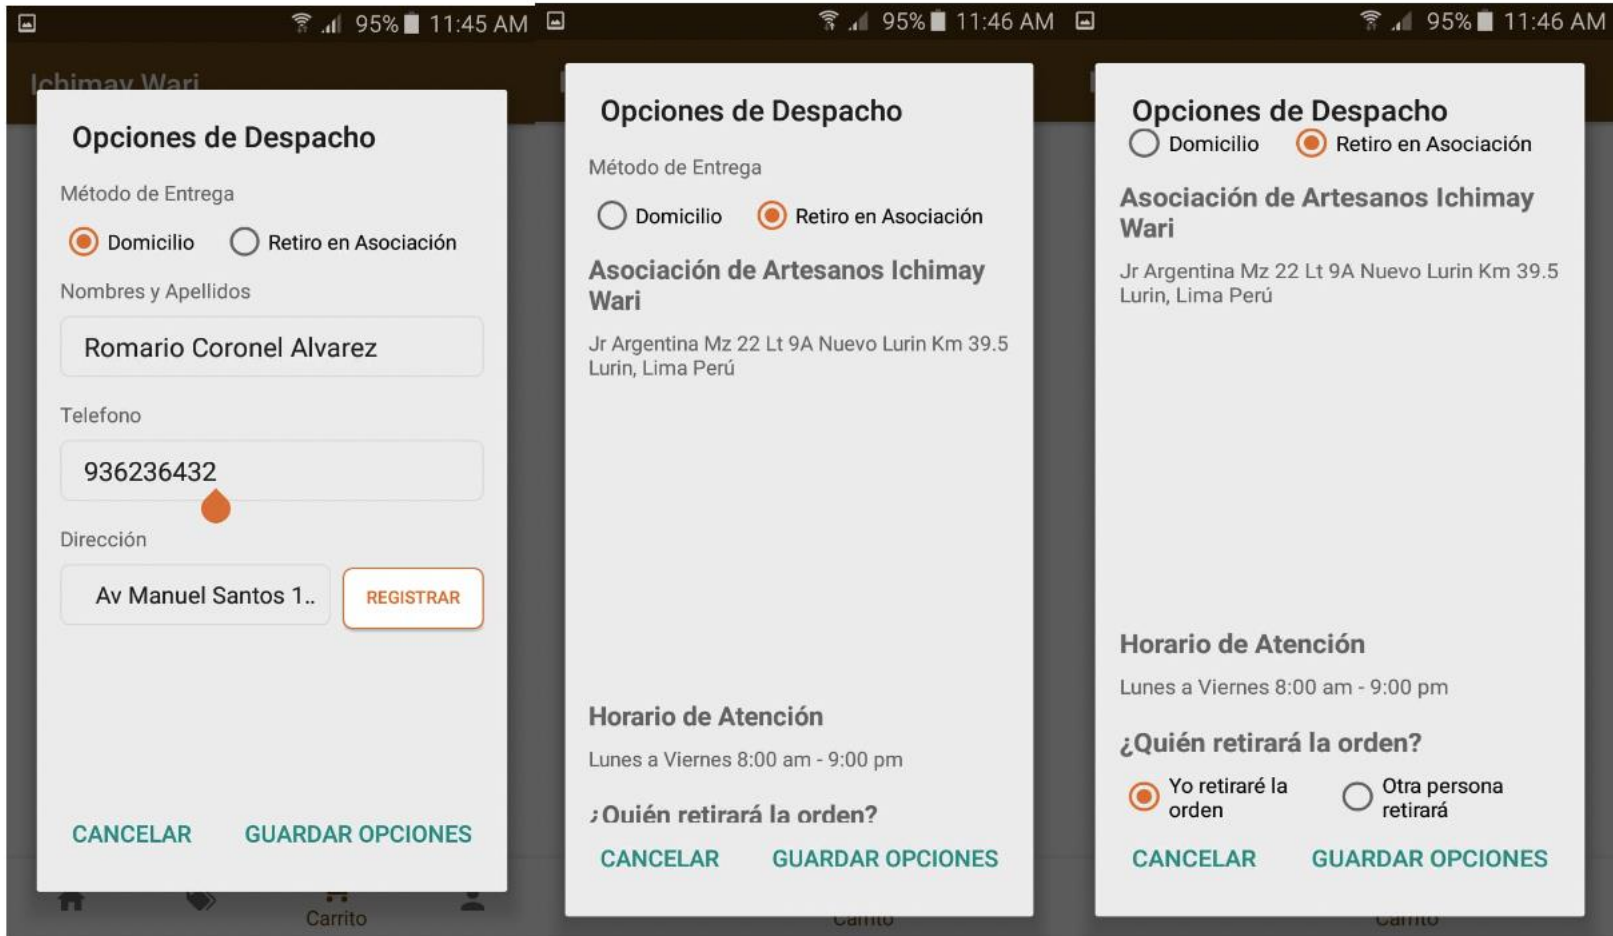 95% 11:45 AM
Ichimay Wari
Opciones de Despacho
Método de Entrega
Domicilio Retiro en Asociación
Nombres y Apellidos
Romario Coronel Alvarez
Telefono
936236432
Dirección
Av Manuel Santos 1..
REGISTRAR
CANCELAR GUARDAR OPCIONES
Carrito
95% 11:46 AM
Opciones de Despacho
Método de Entrega
Domicilio Retiro en Asociación
Asociación de Artesanos Ichimay
Wari
Jr Argentina Mz 22 Lt 9A Nuevo Lurin Km 39.5
Lurin, Lima Perú
Horario de Atención
Lunes a Viernes 8:00 am - 9:00 pm
¿Quién retirará la orden?
CANCELAR GUARDAR OPCIONES
Carrito
95% 11:46 AM
Opciones de Despacho
Domicilio Retiro en Asociación
Asociación de Artesanos Ichimay
Wari
Jr Argentina Mz 22 Lt 9A Nuevo Lurin Km 39.5
Lurin, Lima Perú
Horario de Atención
Lunes a Viernes 8:00 am - 9:00 pm
¿Quién retirará la orden?
Yo retiraré la
orden
Otra persona
retirará
CANCELAR GUARDAR OPCIONES
Carrito